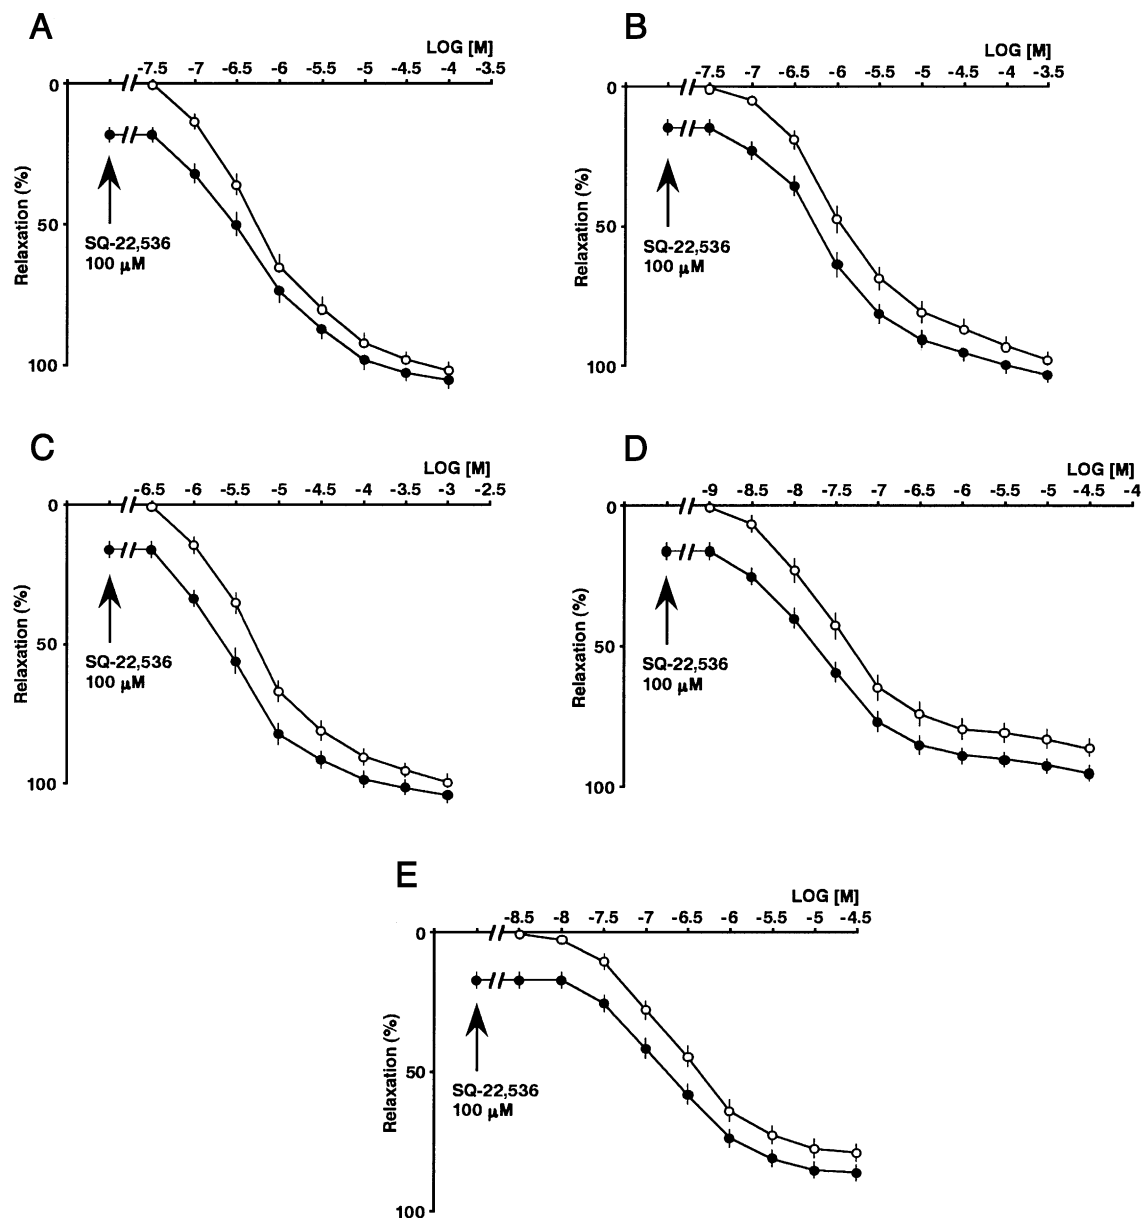 A
LOG [M]
-7.5 -7 -6.5 -6 -5.5 -5 -4.5 -4 -3.5
0
50
100
Relaxation (%)
SQ-22,536
100 μM
B
LOG [M]
-7.5 -7 -6.5 -6 -5.5 -5 -4.5 -4 -3.5
0
50
100
Relaxation (%)
SQ-22,536
100 μM
C
LOG [M]
-6.5 -6 -5.5 -5 -4.5 -4 -3.5 -3 -2.5
0
50
100
Relaxation (%)
SQ-22,536
100 μM
D
LOG [M]
-9 -8.5 -8 -7.5 -7 -6.5 -6 -5.5 -5 -4.5 -4
0
50
100
Relaxation (%)
SQ-22,536
100 μM
E
LOG [M]
-8.5 -8 -7.5 -7 -6.5 -6 -5.5 -5 -4.5
0
50
100
Relaxation (%)
SQ-22,536
100 μM